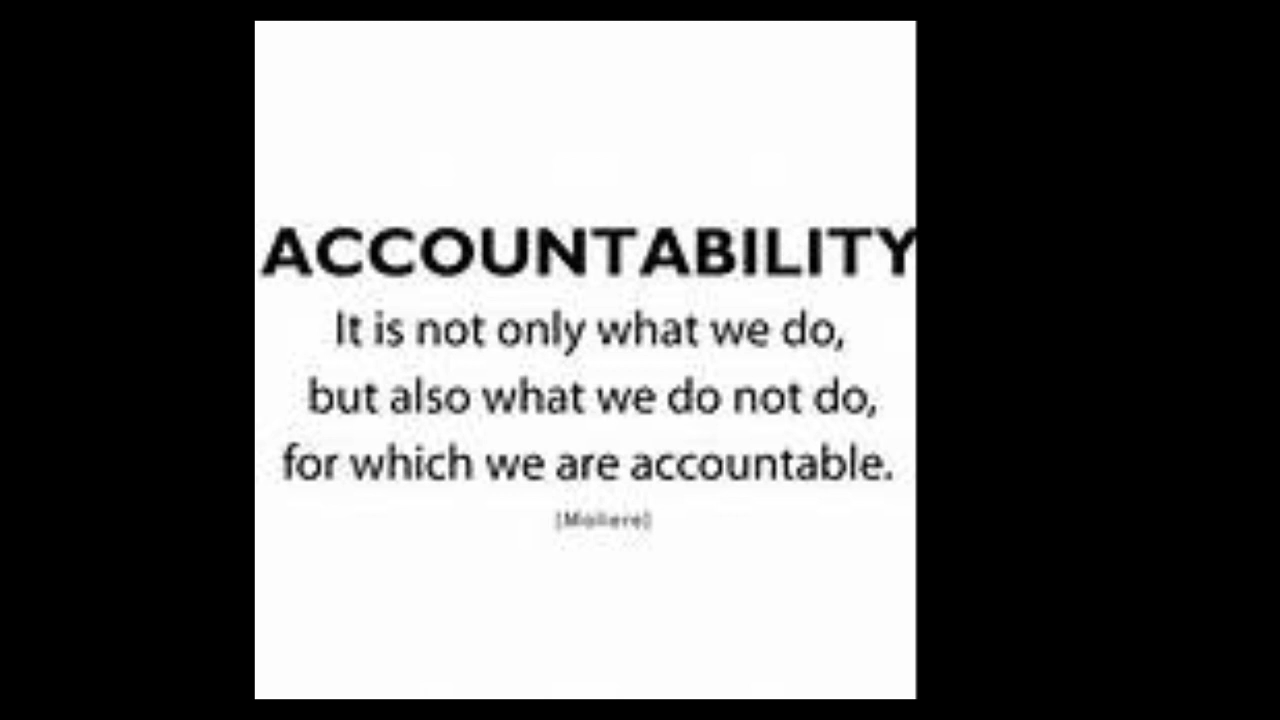 ACCOUNTABILITY
It is not only what we do,
but also what we do not do,
for which we are accountable.
[Moliere]